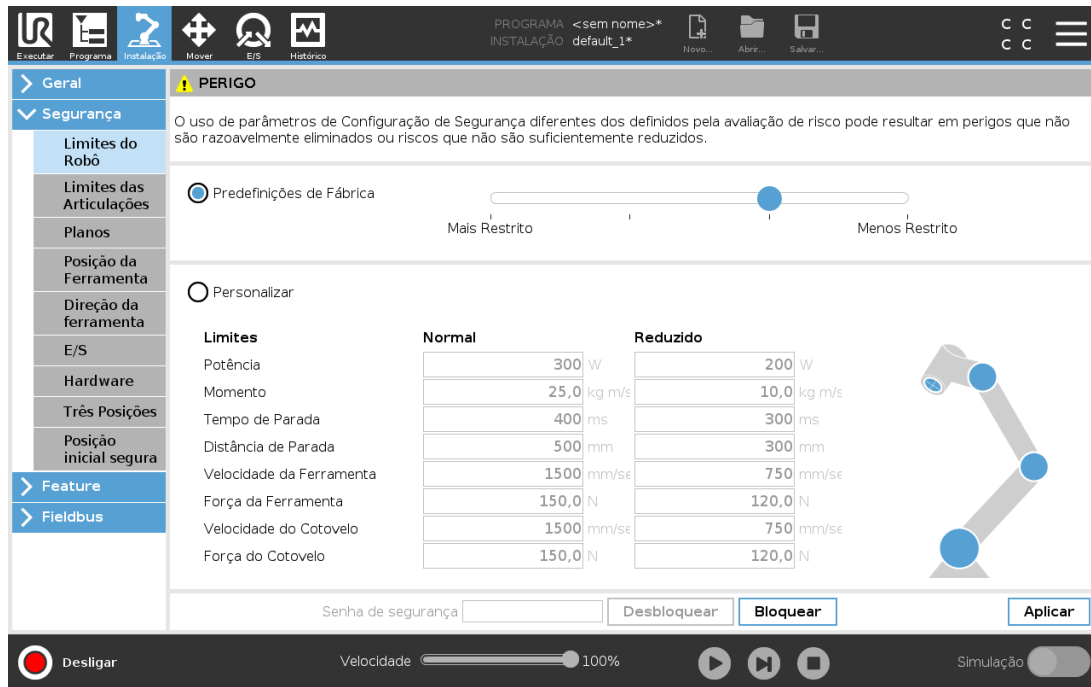 PROGRAMA <sem nome>*
INSTALAÇÃO default_1*
Executar Programa Instalação Mover E/S Histórico
Novo... Abrir... Salvar...
C C
C C
Geral
Segurança
Limites do
Robô
Limites das
Articulações
Planos
Posição da
Ferramenta
Direção da
ferramenta
E/S
Hardware
Três Posições
Posição
inicial segura
Feature
Fieldbus
PERIGO
O uso de parâmetros de Configuração de Segurança diferentes dos definidos pela avaliação de risco pode resultar em perigos que não
são razoavelmente eliminados ou riscos que não são suficientemente reduzidos.
Predefinições de Fábrica
Mais Restrito Menos Restrito
Personalizar
Limites Normal Reduzido
Potência 300 W 200 W
Momento 25,0 kg m/s 10,0 kg m/s
Tempo de Parada 400 ms 300 ms
Distância de Parada 500 mm 300 mm
Velocidade da Ferramenta 1500 mm/se 750 mm/se
Força da Ferramenta 150,0 N 120,0 N
Velocidade do Cotovelo 1500 mm/se 750 mm/se
Força do Cotovelo 150,0 N 120,0 N
Senha de segurança Desbloquear Bloquear Aplicar
Desligar Velocidade 100% Simulação